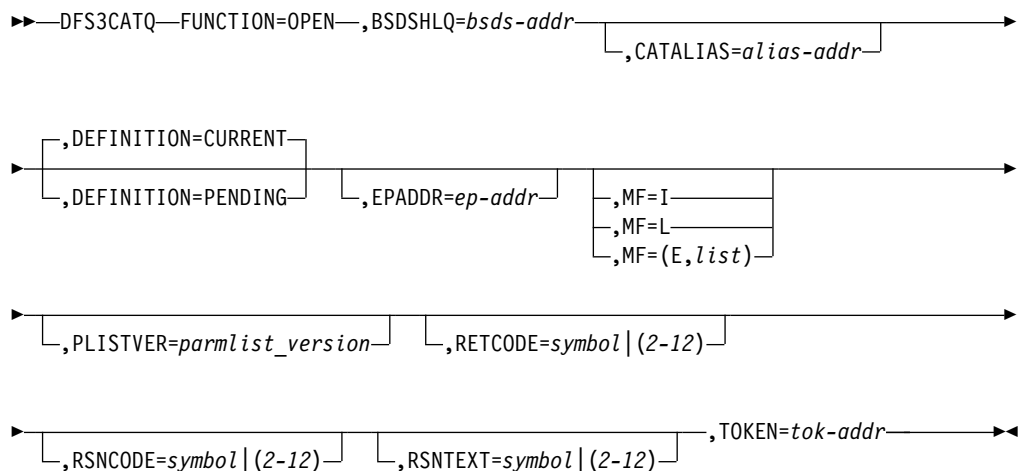 DFS3CATQ FUNCTION=OPEN ,BSDSHLQ=bsds-addr
,CATALIAS=alias-addr
,DEFINITION=CURRENT
,DEFINITION=PENDING ,EPADDR=ep-addr ,MF=I
,MF=L
,MF=(E,list)
,PLISTVER=parmlist_version ,RETCODE=symbol|(2-12)
,TOKEN=tok-addr
,RSNCODE=symbol|(2-12) ,RSNTEXT=symbol|(2-12)